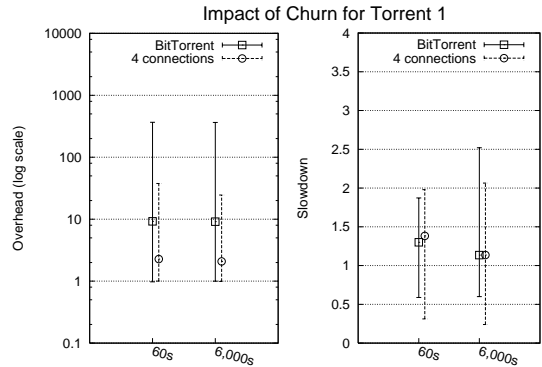 Impact of Churn for Torrent 1
BitTorrent
4 connections
10000
1000
100
10
1
0.1
Overhead (log scale)
60s
6,000s
BitTorrent
4 connections
4
3.5
3
2.5
2
1.5
1
0.5
0
Slowdown
60s
6,000s